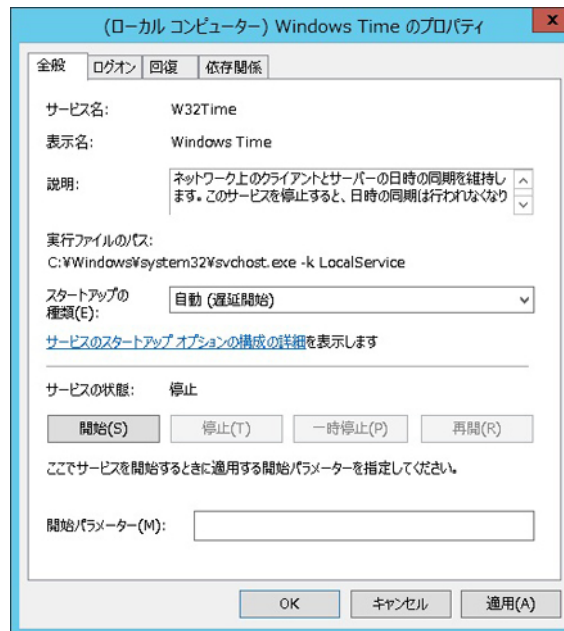 (ローカル コンピューター) Windows Time のプロパティ
x
全般 ログオン 回復 依存関係
サービス名: W32Time
表示名: Windows Time
説明: ネットワーク上のクライアントとサーバーの日時の同期を維持し
ます。このサービスを停止すると、日時の同期は行われなくなり
実行ファイルのパス:
C:¥Windows¥system32¥svchost.exe -k LocalService
スタートアップの
種類(E): 自動 (遅延開始)
サービスのスタートアップ オプションの構成の詳細を表示します
サービスの状態: 停止
開始(S) 停止(T) 一時停止(P) 再開(R)
ここでサービスを開始するときに適用する開始パラメーターを指定してください。
開始パラメーター(M):
OK キャンセル 適用(A)